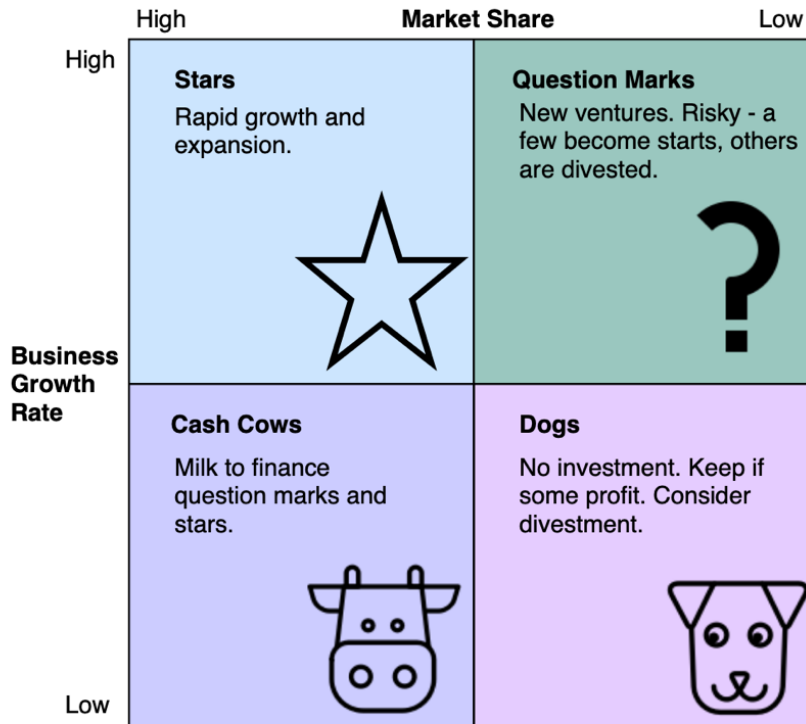 High Market Share Low
High
Stars
Rapid growth and
expansion.
Question Marks
New ventures. Risky - a
few become starts, others
are divested.
Business
Growth
Rate
Cash Cows
Milk to finance
question marks and
stars.
Dogs
No investment. Keep if
some profit. Consider
divestment.
Low